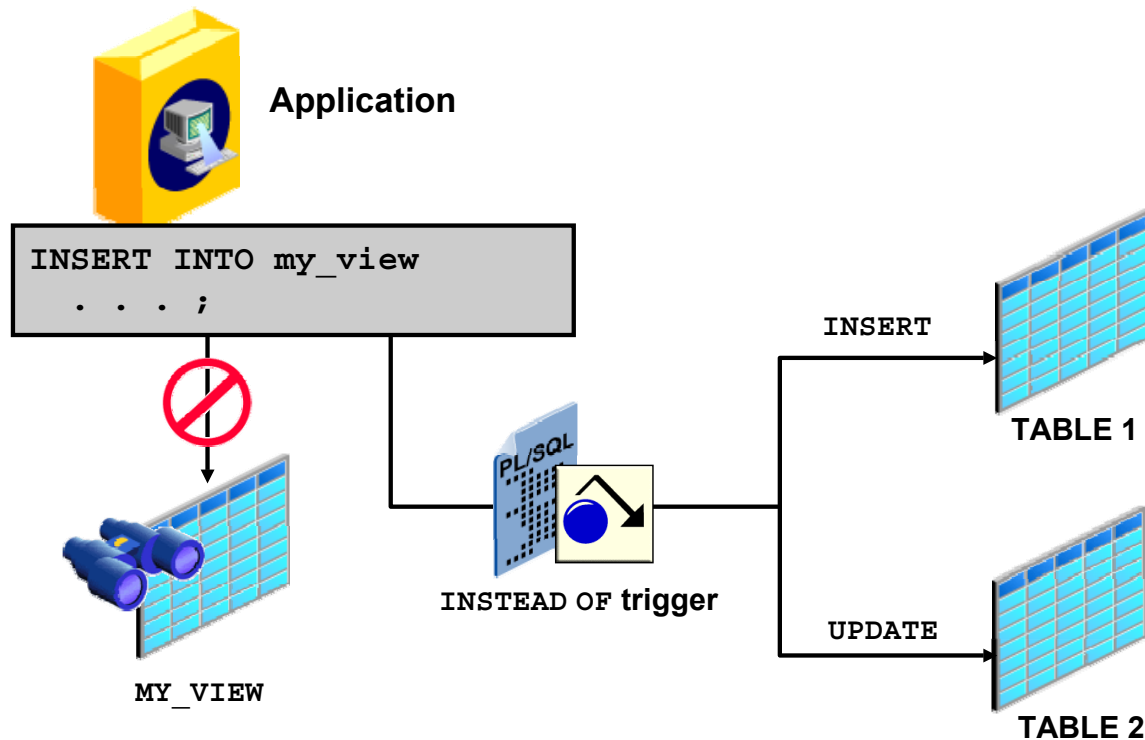 Application
INSERT INTO my_view
. . . ;
INSERT
TABLE 1
PL/SQL
INSTEAD OF trigger
UPDATE
MY_VIEW
TABLE 2